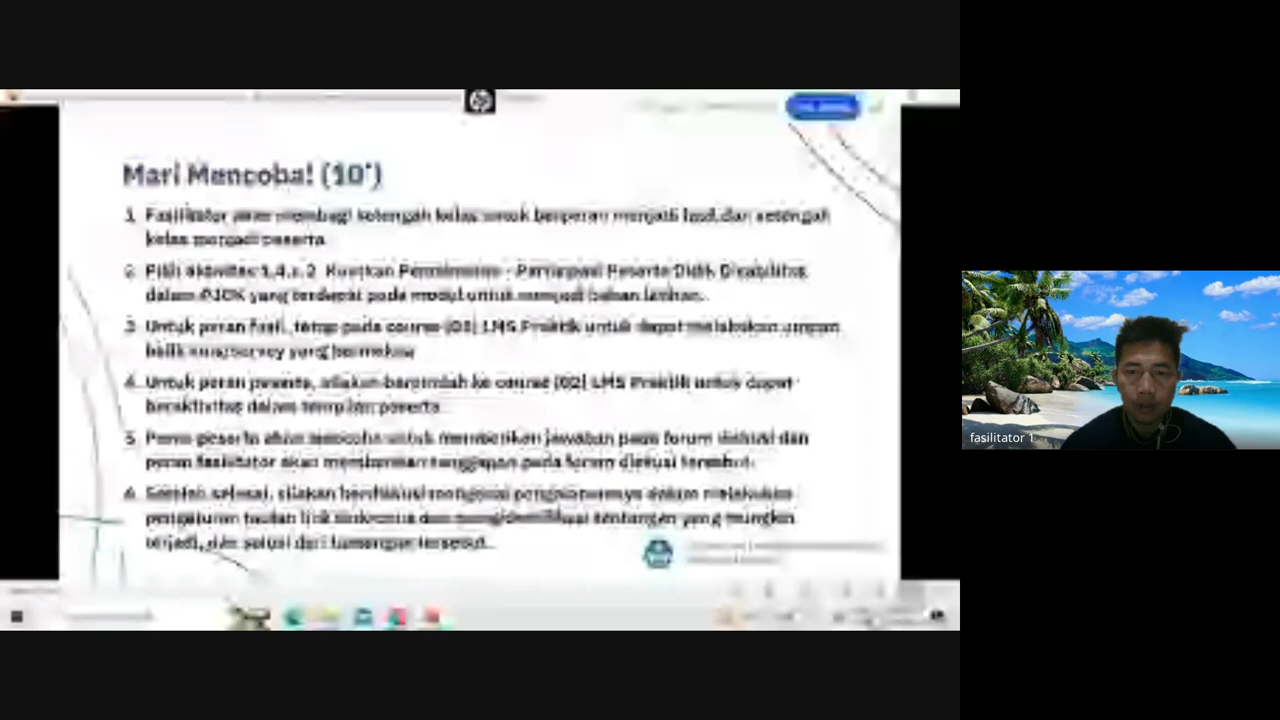 Mari Mencoba! (10')
1. Fasilitator akan membagi setengah kelas untuk berperan menjadi fasil, dan setengah
kelas menjadi peserta.
2. Pilih aktivitas 1.4.c.2 Kuatkan Pemahaman - Partisipasi Peserta Didik Disabilitas
dalam PJOK yang terdapat pada modul untuk menjadi bahan latihan.
3. Untuk peran fasil, tetap pada course (01) LMS Praktik untuk dapat melakukan umpan
balik yang bermakna
4. Untuk peran peserta, silakan berpindah ke course (02) LMS Praktik untuk dapat
beraktivitas dalam tampilan peserta
5. Peran peserta akan mencoba untuk memberikan jawaban pada forum diskusi dan
peran fasilitator akan memberikan tanggapan pada forum diskusi tersebut.
6. Setelah selesai, silakan berdiskusi mengenai pengalamannya dalam melakukan
pengaturan tautan link sinkronus dan mengidentifikasi tantangan yang mungkin
terjadi, dan solusi dari tantangan tersebut.
fasilitator 1